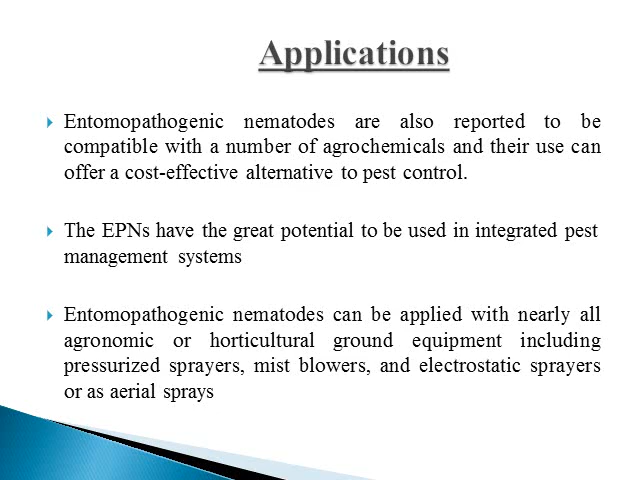 Applications
Entomopathogenic nematodes are also reported to be
compatible with a number of agrochemicals and their use can
offer a cost-effective alternative to pest control.
The EPNs have the great potential to be used in integrated pest
management systems
Entomopathogenic nematodes can be applied with nearly all
agronomic or horticultural ground equipment including
pressurized sprayers, mist blowers, and electrostatic sprayers
or as aerial sprays